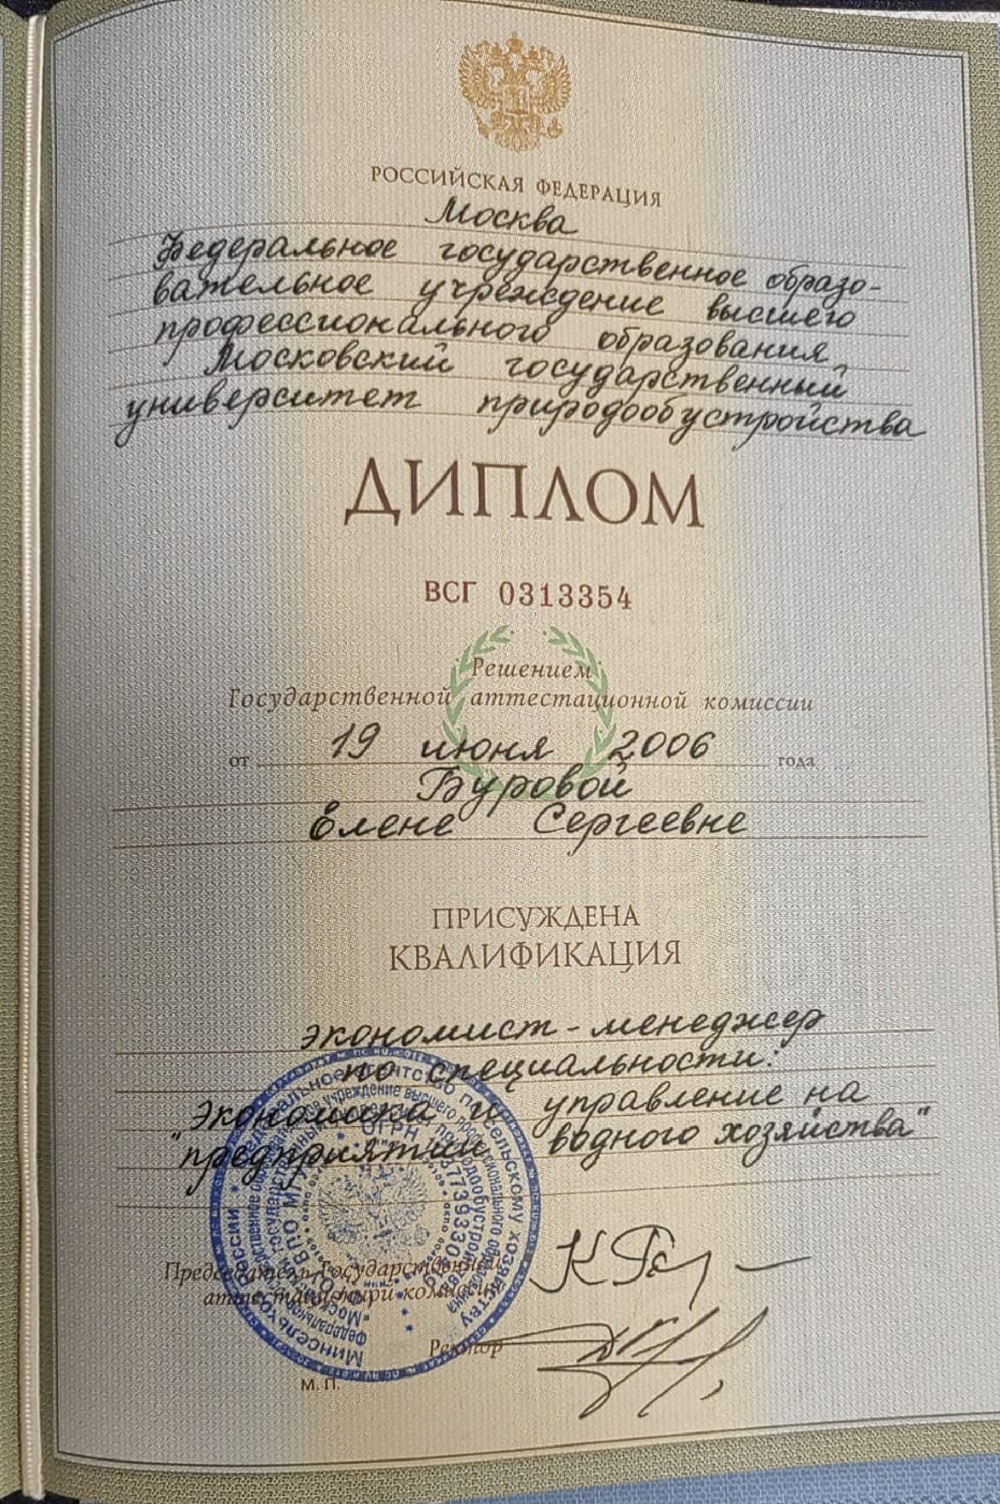 РОССИЙСКАЯ ФЕДЕРАЦИЯ
Москва
Федеральное государственное образо-
вательное учреждение высшего
профессионального образования
Московский государственный
университет природообустройства
ДИПЛОМ
ВСГ 0313354
Решением
Государственной аттестационной комиссии
от 19 июня 2006 года
Буровой
Елене Сергеевне
ПРИСУЖДЕНА
КВАЛИФИКАЦИЯ
экономист-менеджер
по специальности:
Экономика и управление на
"предприятии водного хозяйства"
Председатель Государственной
аттестационной комиссии
Ректор
М. П.